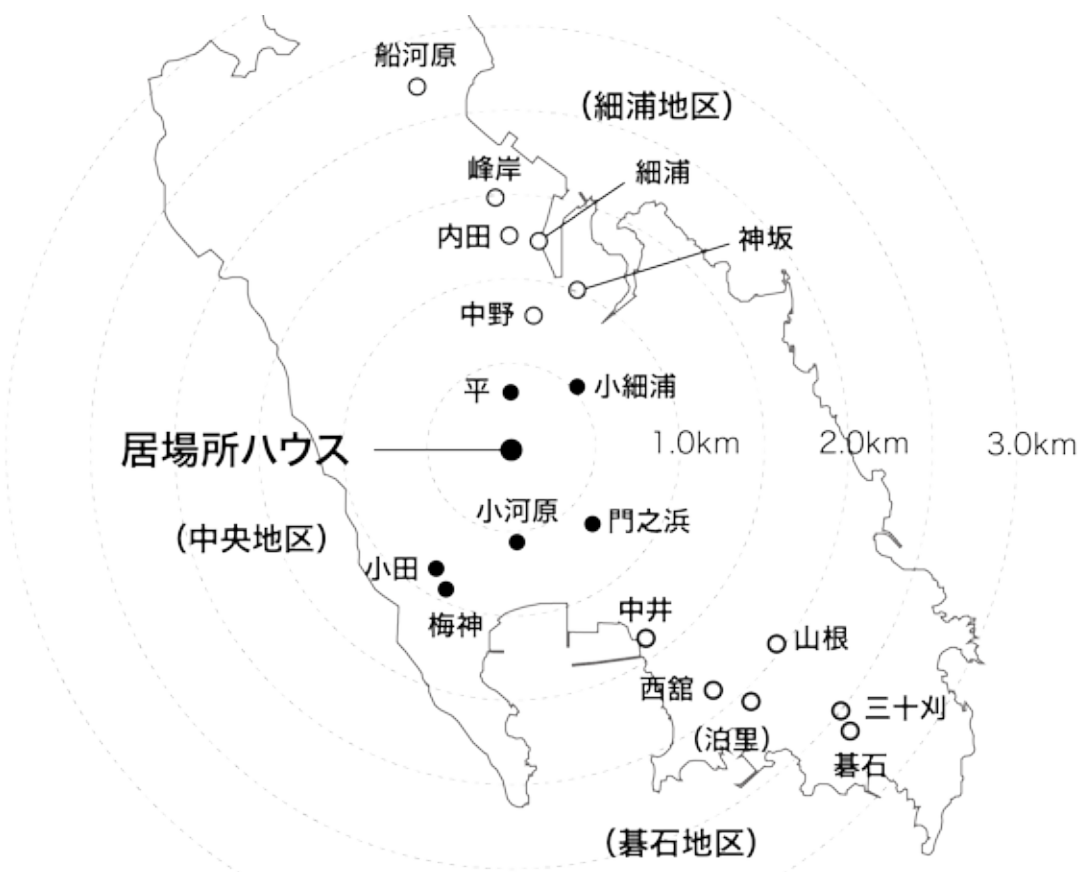 船河原
（細浦地区）
峰岸
細浦
内田
神坂
中野
平
小細浦
居場所ハウス
1.0km
2.0km
3.0km
小河原
門之浜
（中央地区）
小田
梅神
中井
山根
西舘
（泊里）
三十刈
碁石
（碁石地区）